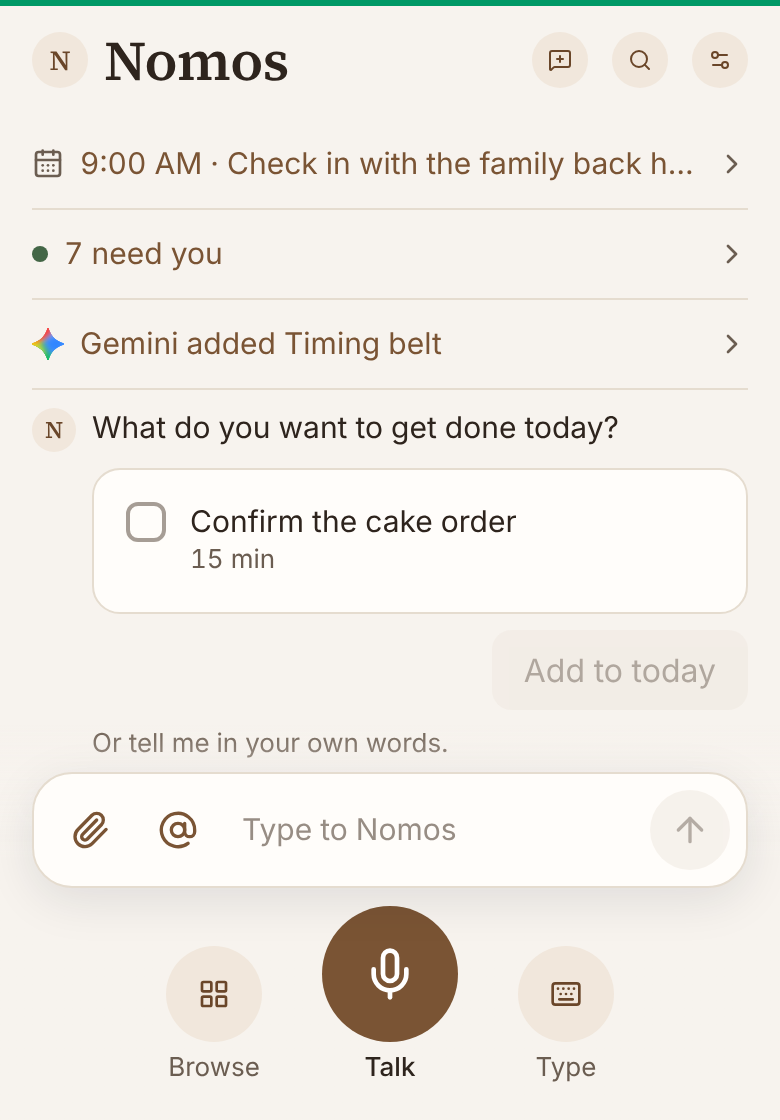 N Nomos
9:00 AM · Check in with the family back h...
7 need you
Gemini added Timing belt
N What do you want to get done today?
Confirm the cake order
15 min
Add to today
Or tell me in your own words.
Type to Nomos
Browse Talk Type